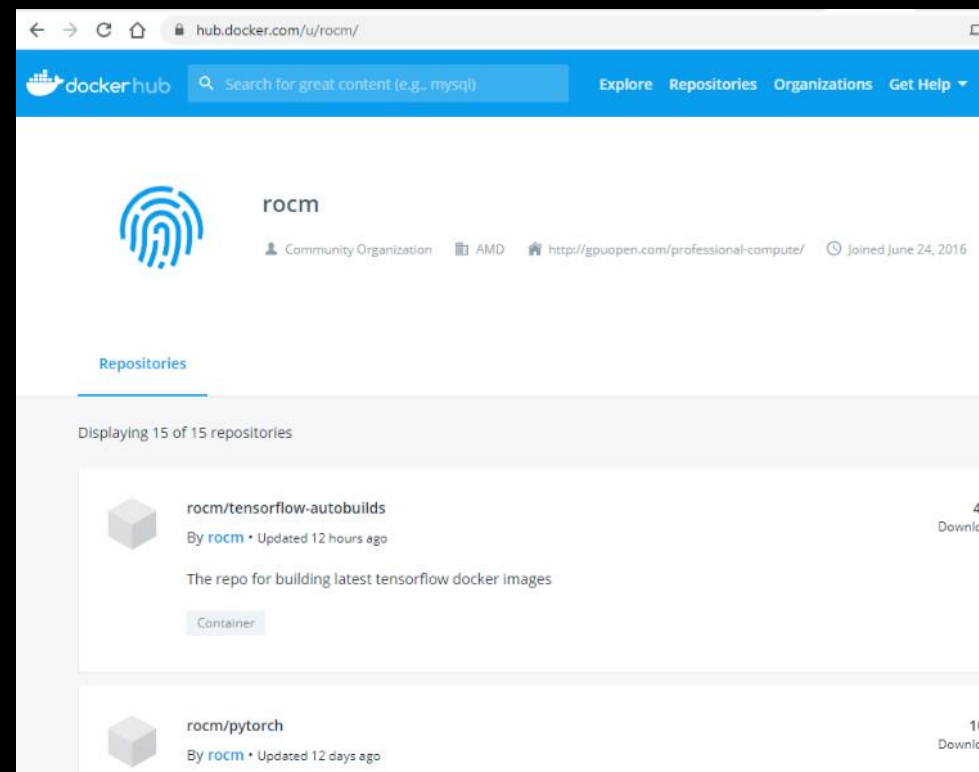 hub.docker.com/u/rocm/
dockerhub Search for great content (e.g., mysql) Explore Repositories Organizations Get Help
rocm
Community Organization AMD http://gpuopen.com/professional-compute/ Joined June 24, 2016
Repositories
Displaying 15 of 15 repositories
rocm/tensorflow-autobuilds
By rocm • Updated 12 hours ago
The repo for building latest tensorflow docker images
Container
rocm/pytorch
By rocm • Updated 12 days ago